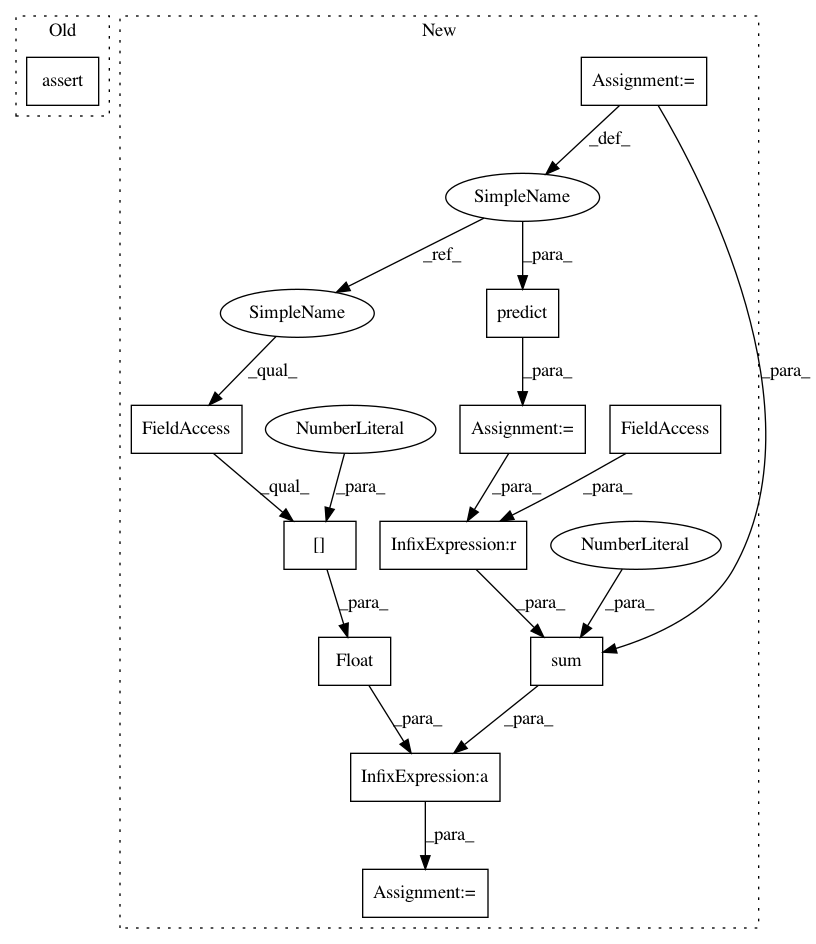 Old
New
assert
Assignment:=
_def_
SimpleName
_ref_
_para_
SimpleName
predict
_para_
_qual_
_para_
FieldAccess
NumberLiteral
Assignment:=
FieldAccess
_qual_
_para_
_para_
_para_
[]
InfixExpression:r
NumberLiteral
_para_
_para_
_para_
Float
sum
_para_
_para_
InfixExpression:a
_para_
Assignment:=